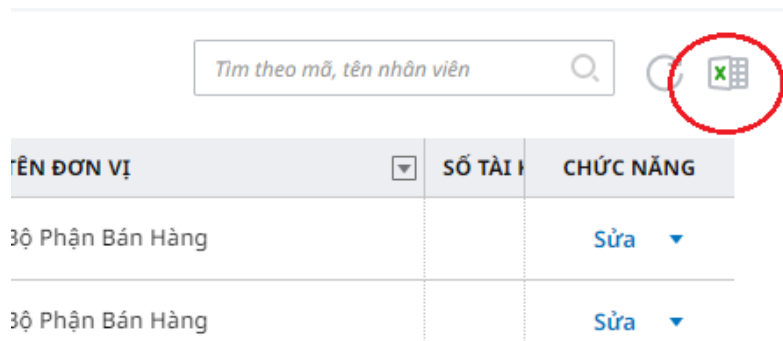 Tìm theo mã, tên nhân viên
TÊN ĐƠN VỊ SỐ TÀI CHỨC NĂNG
Bộ Phận Bán Hàng Sửa
Bộ Phận Bán Hàng Sửa